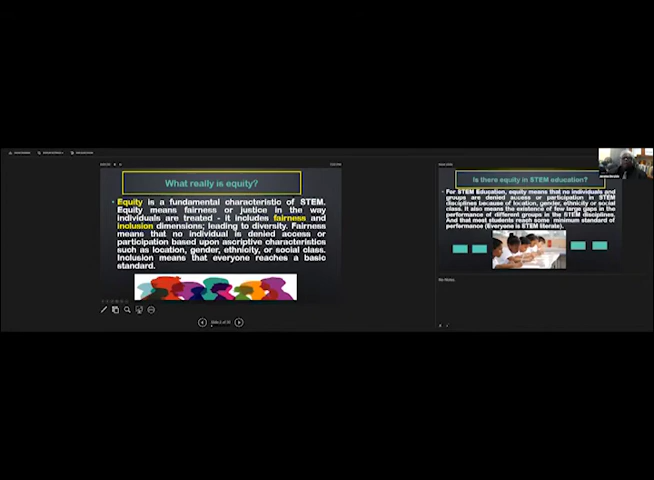 What really is equity?
• Equity is a fundamental characteristic of STEM.
Equity means fairness or justice in the way
individuals are treated - it includes fairness and
inclusion dimensions; leading to diversity. Fairness
means that no individual is denied access or
participation based upon ascriptive characteristics
such as location, gender, ethnicity, or social class.
Inclusion means that everyone reaches a basic
standard.
Is there equity in STEM education?
• For STEM Education, equity means that no individuals and
groups are denied access or participation in STEM
disciplines because of location, gender, ethnicity or social
class. It also means the existence of few large gaps in the
performance of different groups in the STEM disciplines.
And that most students reach some minimum standard of
performance (Everyone is STEM literate).
No Notes.